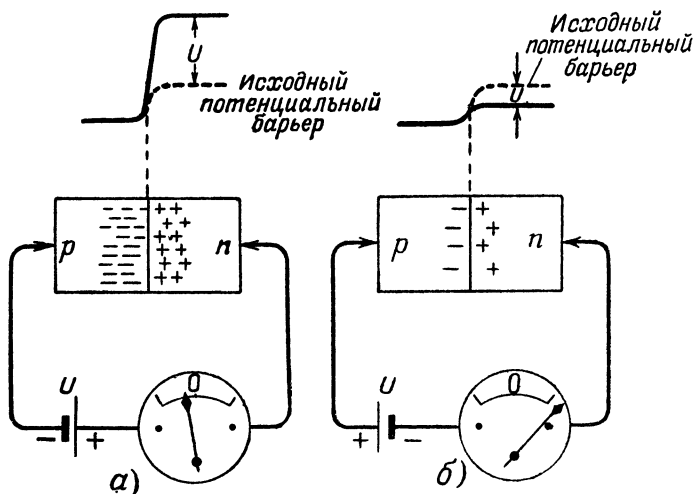 U
Исходный
потенциальный
барьер
p
n
U
0
− +
а)
Исходный
потенциальный
барьер
U
p
n
U
0
+ −
б)